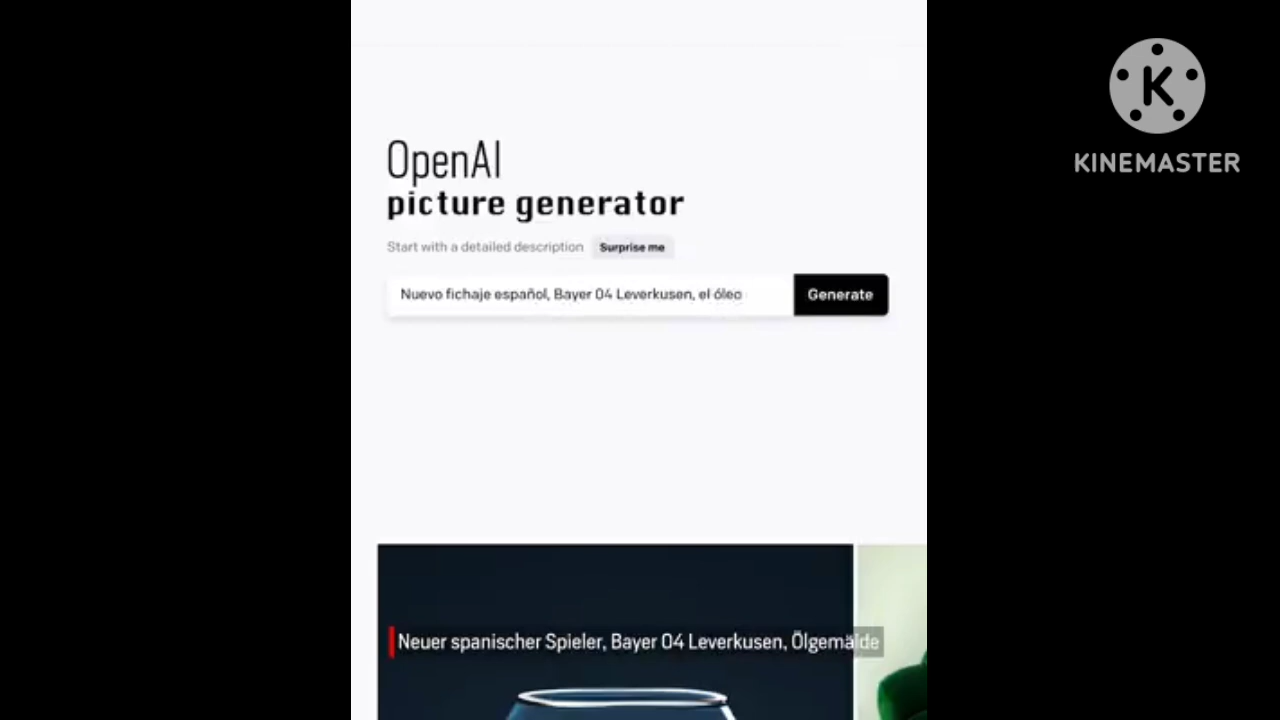 OpenAI
picture generator
Start with a detailed description Surprise me
Nuevo fichaje español, Bayer 04 Leverkusen, el óleo
Generate
Neuer spanischer Spieler, Bayer 04 Leverkusen, Ölgemälde
K
KINEMASTER